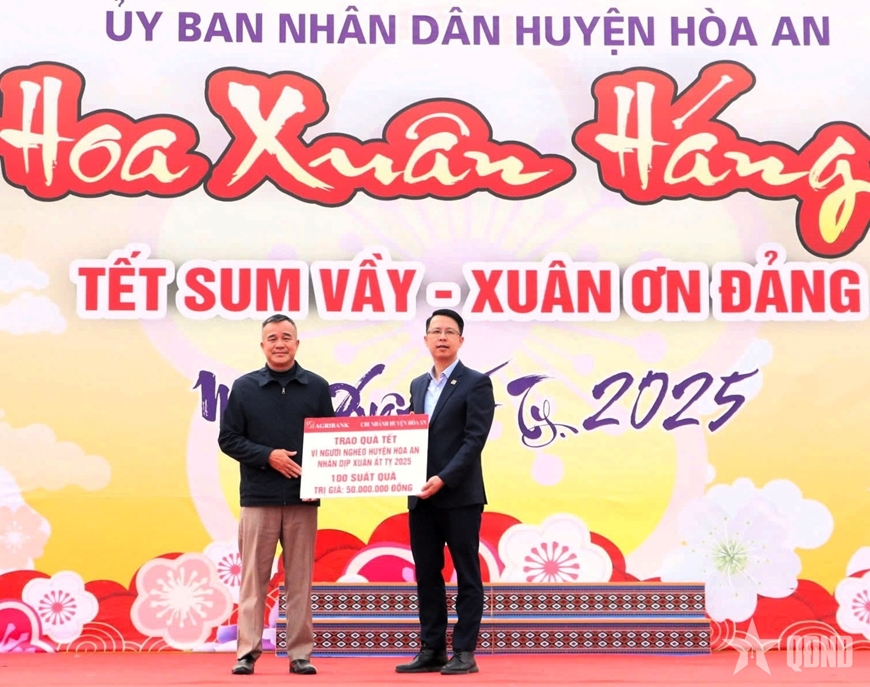 ỦY BAN NHÂN DÂN HUYỆN HÒA AN
Hoa Xuân Háng
TẾT SUM VẦY - XUÂN ƠN ĐẢNG
Xuân Ty 2025
AGRIBANK CHI NHÁNH HUYỆN HÒA AN
TRAO QUÀ TẾT
VÌ NGƯỜI NGHÈO HUYỆN HÒA AN
NHÂN DỊP XUÂN ẤT TỴ 2025
100 SUẤT QUÀ
TRỊ GIÁ: 50.000.000 ĐỒNG
QĐND